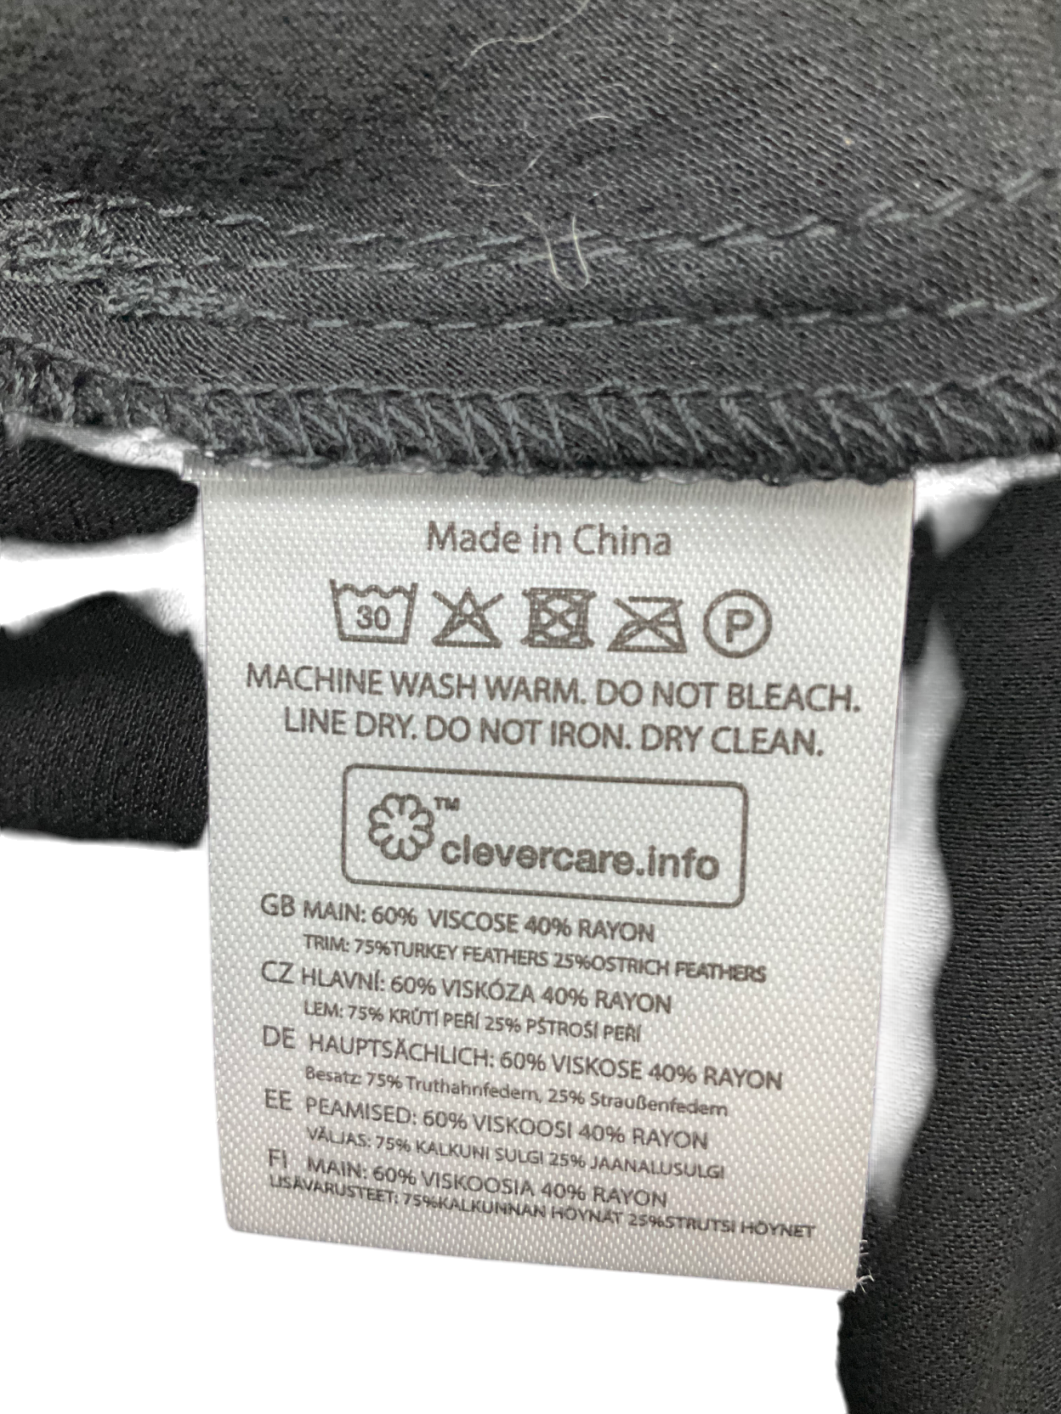 Made in China
30 P
MACHINE WASH WARM. DO NOT BLEACH.
LINE DRY. DO NOT IRON. DRY CLEAN.
™
clevercare.info
GB MAIN: 60% VISCOSE 40% RAYON
TRIM: 75%TURKEY FEATHERS 25%OSTRICH FEATHERS
CZ HLAVNÍ: 60% VISKÓZA 40% RAYON
LEM: 75% KRŮTÍ PEŘÍ 25% PŠTROSÍ PEŘÍ
DE HAUPTSÄCHLICH: 60% VISKOSE 40% RAYON
Besatz: 75% Truthahnfedern, 25% Straußenfedern
EE PEAMISED: 60% VISKOOSI 40% RAYON
VÄLJAS: 75% KALKUNI SULGI 25% JAANALUSULGI
FI MAIN: 60% VISKOOSIA 40% RAYON
LISÄVARUSTEET: 75%KALKUNNAN HÖYNÄT 25%STRUTSI HÖYNET